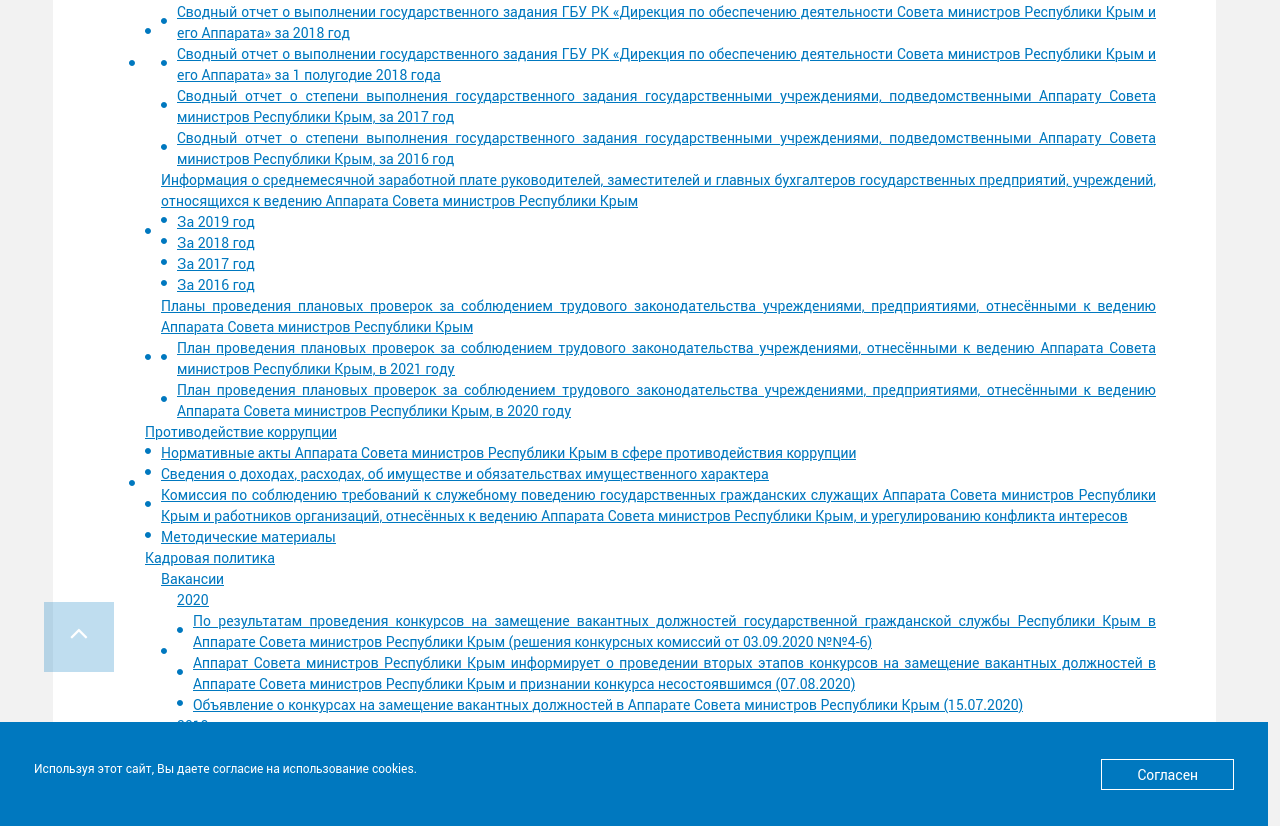 Сводный отчет о выполнении государственного задания ГБУ РК «Дирекция по обеспечению деятельности Совета министров Республики Крым и
его Аппарата» за 2018 год
Сводный отчет о выполнении государственного задания ГБУ РК «Дирекция по обеспечению деятельности Совета министров Республики Крым и
его Аппарата» за 1 полугодие 2018 года
Сводный отчет о степени выполнения государственного задания государственными учреждениями, подведомственными Аппарату Совета
министров Республики Крым, за 2017 год
Сводный отчет о степени выполнения государственного задания государственными учреждениями, подведомственными Аппарату Совета
министров Республики Крым, за 2016 год
Информация о среднемесячной заработной плате руководителей, заместителей и главных бухгалтеров государственных предприятий, учреждений,
относящихся к ведению Аппарата Совета министров Республики Крым
За 2019 год
За 2018 год
За 2017 год
За 2016 год
Планы проведения плановых проверок за соблюдением трудового законодательства учреждениями, предприятиями, отнесёнными к ведению
Аппарата Совета министров Республики Крым
План проведения плановых проверок за соблюдением трудового законодательства учреждениями, отнесёнными к ведению Аппарата Совета
министров Республики Крым, в 2021 году
План проведения плановых проверок за соблюдением трудового законодательства учреждениями, предприятиями, отнесёнными к ведению
Аппарата Совета министров Республики Крым, в 2020 году
Противодействие коррупции
Нормативные акты Аппарата Совета министров Республики Крым в сфере противодействия коррупции
Сведения о доходах, расходах, об имуществе и обязательствах имущественного характера
Комиссия по соблюдению требований к служебному поведению государственных гражданских служащих Аппарата Совета министров Республики
Крым и работников организаций, отнесённых к ведению Аппарата Совета министров Республики Крым, и урегулированию конфликта интересов
Методические материалы
Кадровая политика
Вакансии
2020
По результатам проведения конкурсов на замещение вакантных должностей государственной гражданской службы Республики Крым в
Аппарате Совета министров Республики Крым (решения конкурсных комиссий от 03.09.2020 №№4-6)
Аппарат Совета министров Республики Крым информирует о проведении вторых этапов конкурсов на замещение вакантных должностей в
Аппарате Совета министров Республики Крым и признании конкурса несостоявшимся (07.08.2020)
Объявление о конкурсах на замещение вакантных должностей в Аппарате Совета министров Республики Крым (15.07.2020)
Используя этот сайт, Вы даете согласие на использование cookies.
Согласен